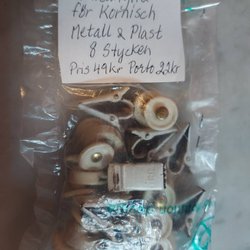 för Kornisch
Metall & Plast
8 Stycken
Pris 49kr Porto 22kr